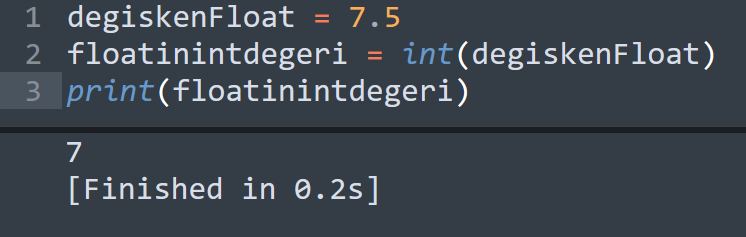 1 degiskenFloat = 7.5
2 floatinintdegeri = int(degiskenFloat)
3 print(floatinintdegeri)
7
[Finished in 0.2s]